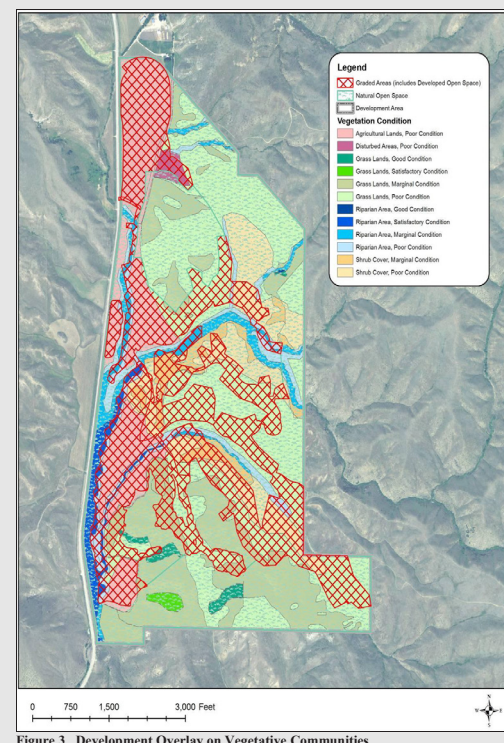 Legend
Graded Areas (includes Developed Open Space)
Natural Open Space
Development Area
Vegetation Condition
Agricultural Lands, Poor Condition
Disturbed Areas, Poor Condition
Grass Lands, Good Condition
Grass Lands, Satisfactory Condition
Grass Lands, Marginal Condition
Grass Lands, Poor Condition
Riparian Area, Good Condition
Riparian Area, Satisfactory Condition
Riparian Area, Marginal Condition
Riparian Area, Poor Condition
Shrub Cover, Marginal Condition
Shrub Cover, Poor Condition
0 750 1,500 3,000 Feet
N
W E
S
Figure 3 Development Overlay on Vegetative Communities